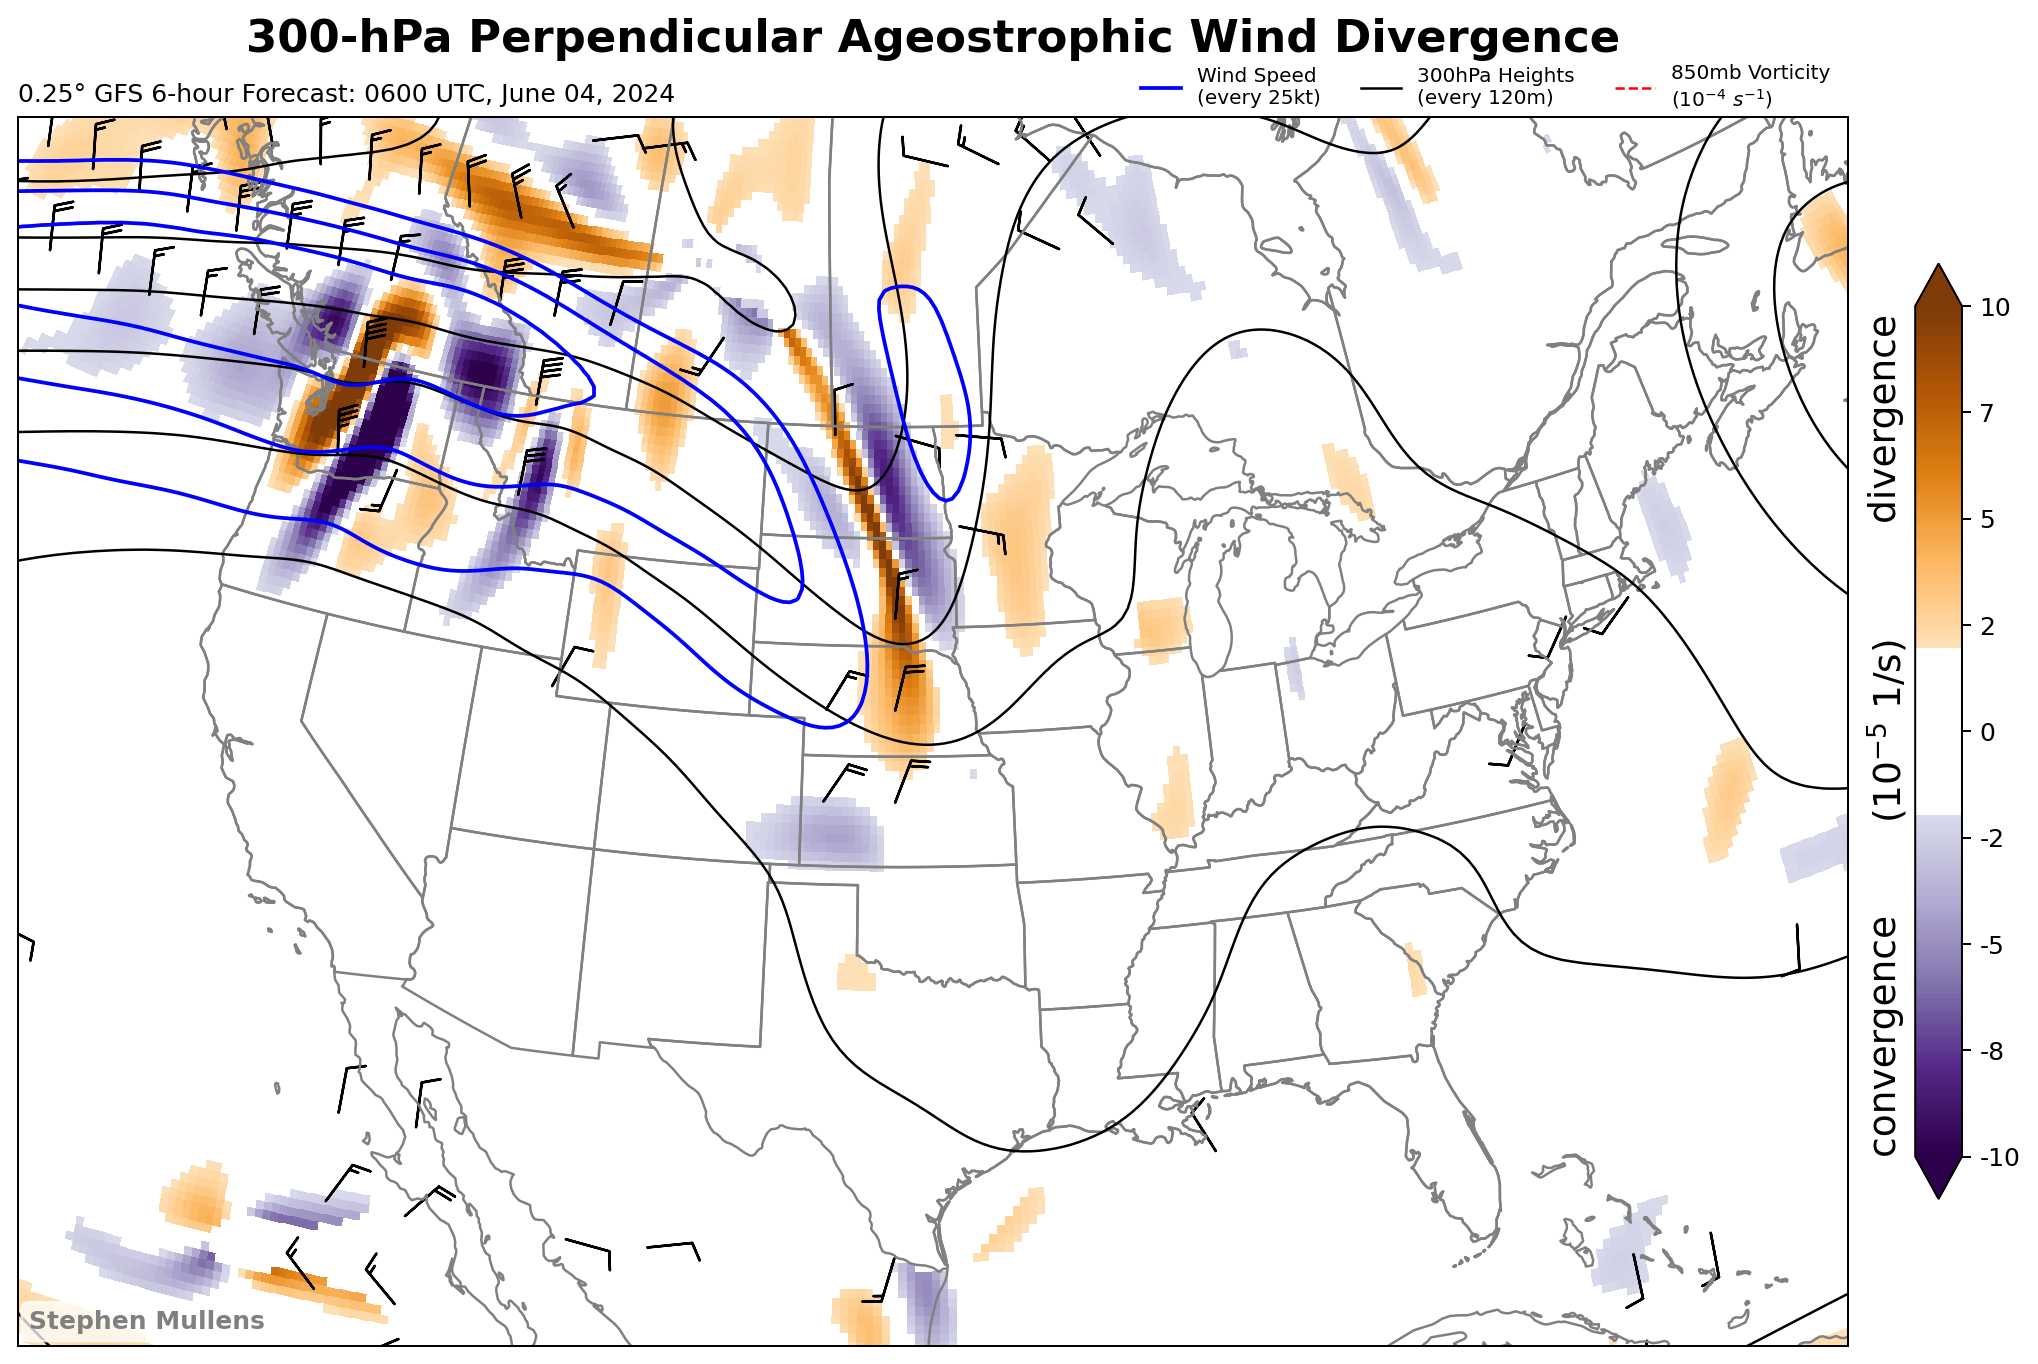 300-hPa Perpendicular Ageostrophic Wind Divergence
0.25° GFS 6-hour Forecast: 0600 UTC, June 04, 2024
Wind Speed
(every 25kt)
300hPa Heights
(every 120m)
850mb Vorticity
(10⁻⁴ s⁻¹)
10
7
5
2
0
-2
-5
-8
-10
convergence (10⁻⁵ 1/s) divergence
Stephen Mullens